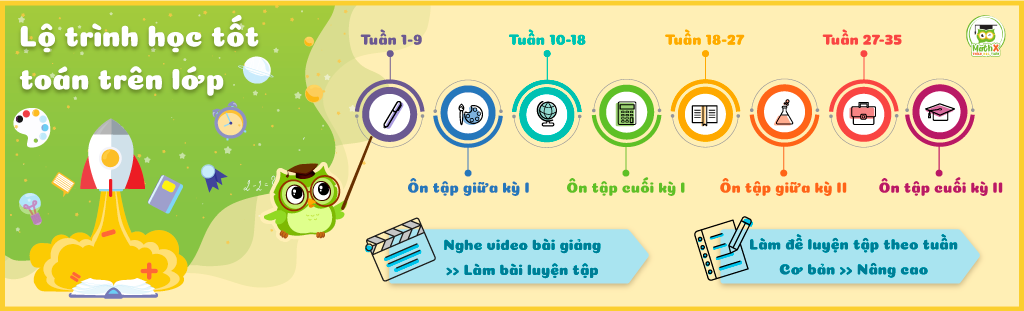 Lộ trình học tốt
toán trên lớp
Tuần 1-9
Tuần 10-18
Tuần 18-27
Tuần 27-35
MathX
Ôn tập giữa kỳ I
Ôn tập cuối kỳ I
Ôn tập giữa kỳ II
Ôn tập cuối kỳ II
Nghe video bài giảng
>> Làm bài luyện tập
Làm đề luyện tập theo tuần
Cơ bản >> Nâng cao